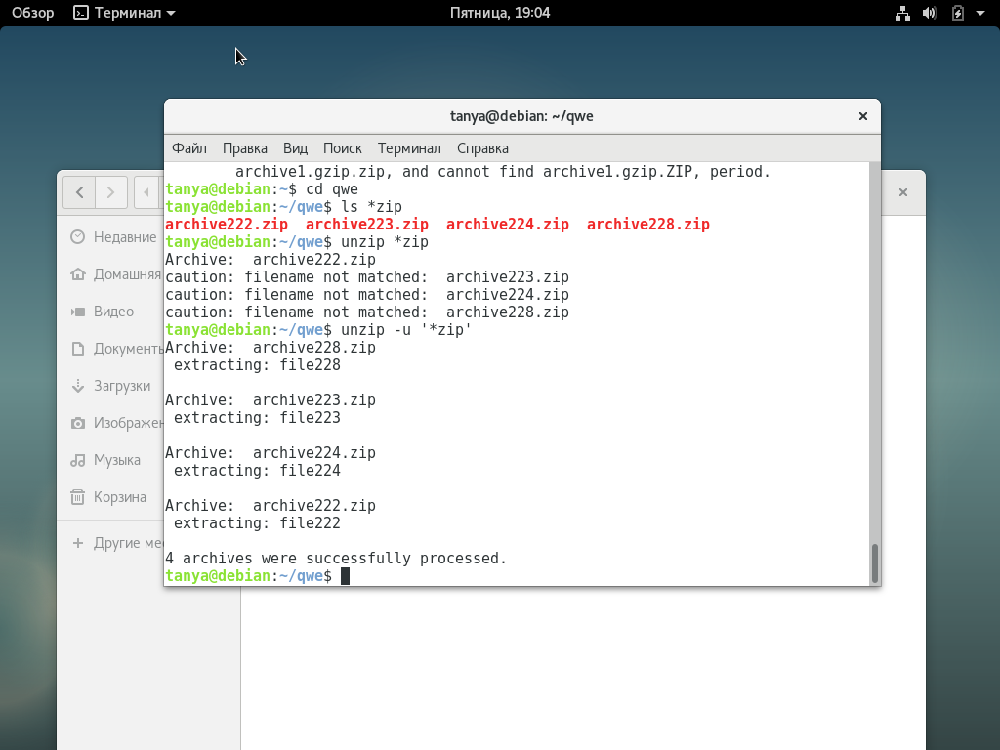 Обзор Терминал Пятница, 19:04
tanya@debian: ~/qwe
Файл Правка Вид Поиск Терминал Справка
archive1.gzip.zip, and cannot find archive1.gzip.ZIP, period.
tanya@debian:~$ cd qwe
tanya@debian:~/qwe$ ls *zip
archive222.zip archive223.zip archive224.zip archive228.zip
tanya@debian:~/qwe$ unzip *zip
Archive: archive222.zip
caution: filename not matched: archive223.zip
caution: filename not matched: archive224.zip
caution: filename not matched: archive228.zip
tanya@debian:~/qwe$ unzip -u '*zip'
Archive: archive228.zip
extracting: file228
Archive: archive223.zip
extracting: file223
Archive: archive224.zip
extracting: file224
Archive: archive222.zip
extracting: file222
4 archives were successfully processed.
tanya@debian:~/qwe$
Недавние
Домашняя
Видео
Документы
Загрузки
Изображен
Музыка
Корзина
+ Другие мес